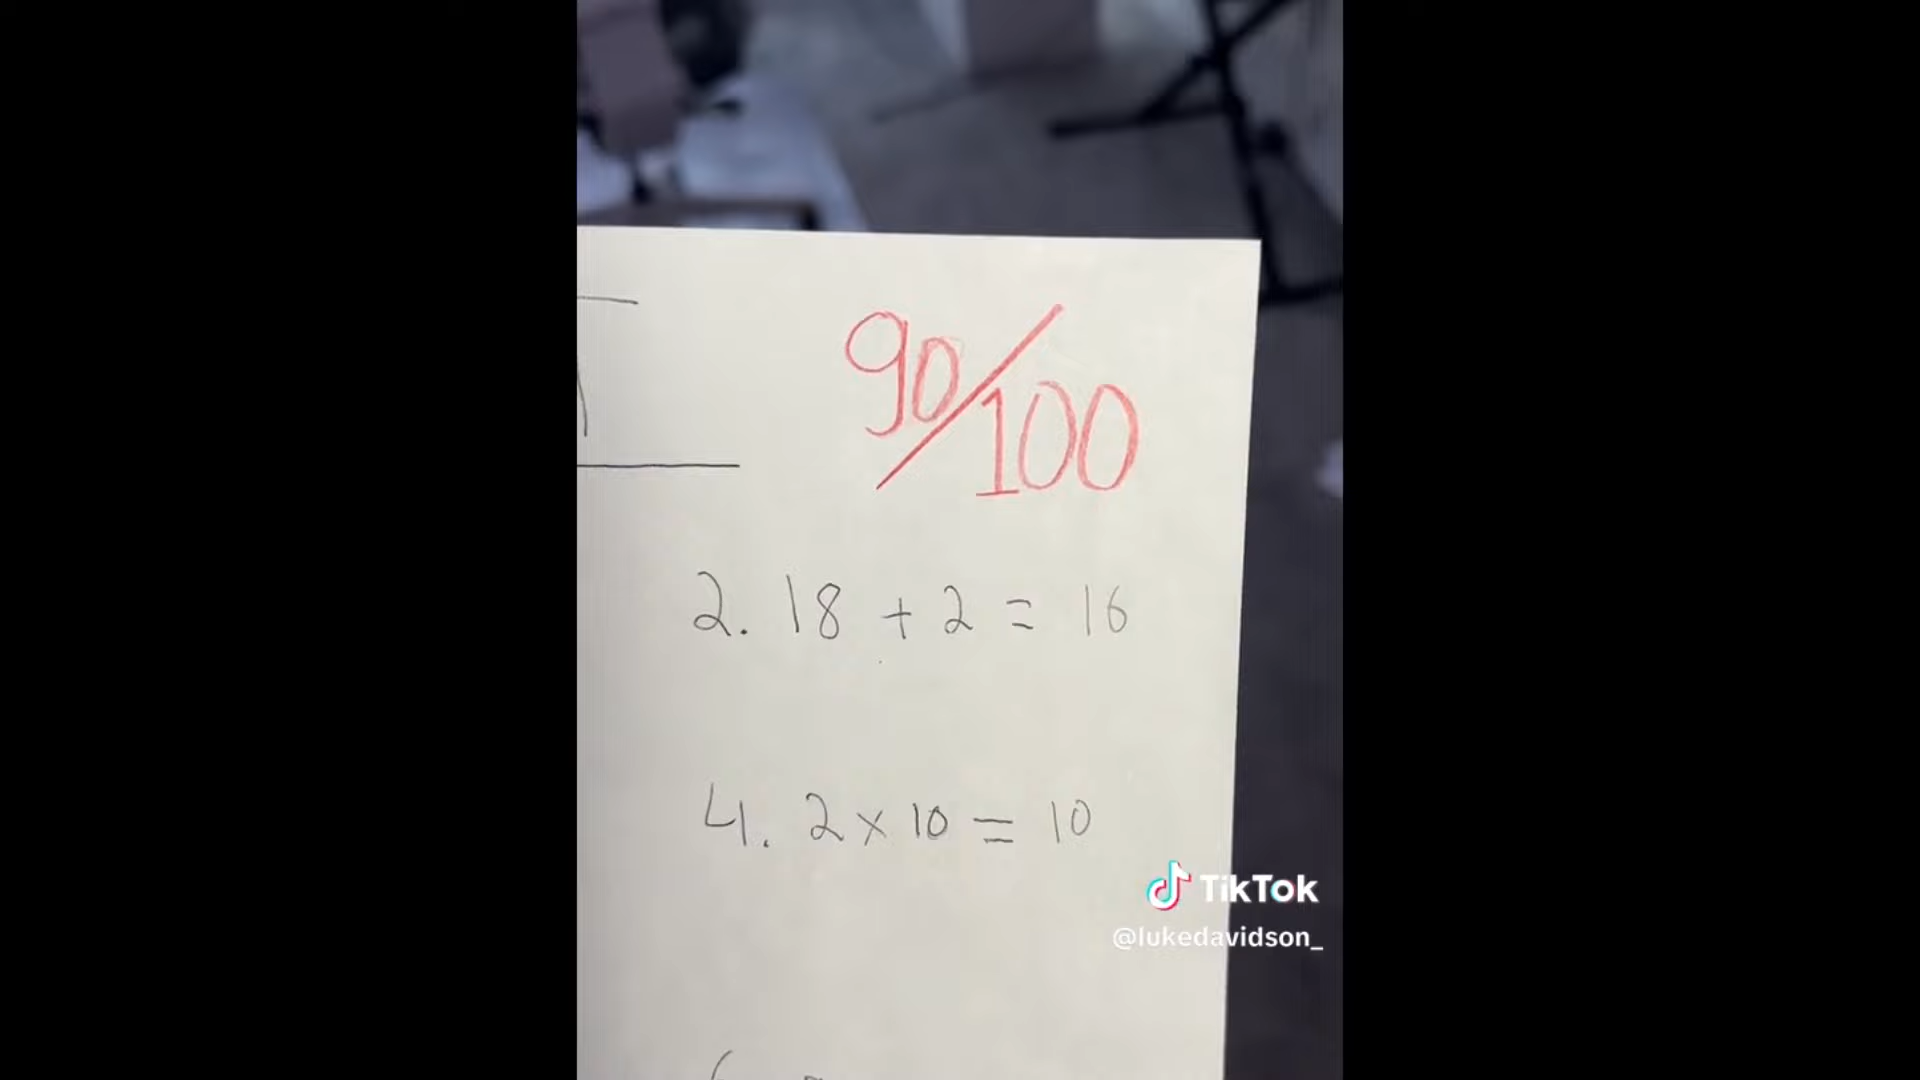 90/100
2. 18 + 2 = 16
4. 2 x 10 = 10
TikTok
@lukedavidson_